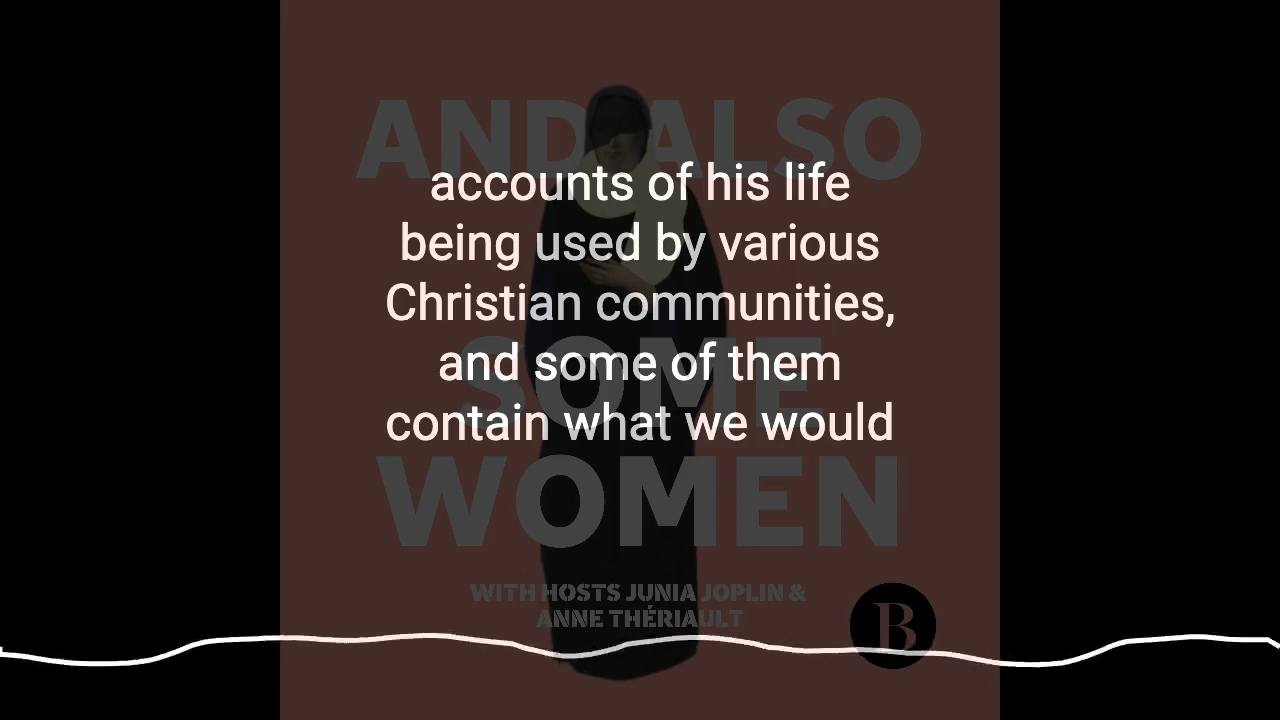 AND ALSO
accounts of his life
being used by various
Christian communities,
and some of them
SOME
contain what we would
WOMEN
WITH HOSTS JUNIA JOPLIN &
ANNE THÉRIAULT
B